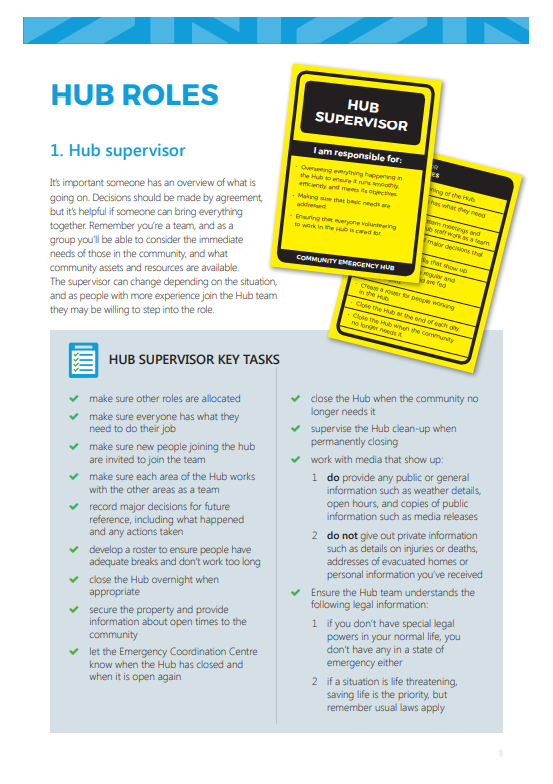 HUB ROLES
1. Hub supervisor
It's important someone has an overview of what is
going on. Decisions should be made by agreement,
but it's helpful if someone can bring everything
together. Remember you're a team, and as a
group you'll be able to consider the immediate
needs of those in the community, and what
community assets and resources are available.
The supervisor can change depending on the situation,
and as people with more experience join the Hub team
they may be willing to step into the role.
HUB
SUPERVISOR
I am responsible for:
- Overseeing everything happening in
the Hub to ensure it runs smoothly,
efficiently, and meets its objectives.
- Making sure that basic needs are
addressed.
- Ensuring that everyone volunteering
to work in the Hub is cared for.
COMMUNITY EMERGENCY HUB
ning of the Hub.
has what they need
team meetings and
ub staff work as a team.
major decisions that
dia that show up.
regular and
nd are fed
- Create a roster for people working
in the Hub.
- Close the Hub at the end of each day.
- Close the Hub when the community
no longer needs it.
HUB SUPERVISOR KEY TASKS
make sure other roles are allocated
make sure everyone has what they
need to do their job
make sure new people joining the hub
are invited to join the team
make sure each area of the Hub works
with the other areas as a team
record major decisions for future
reference, including what happened
and any actions taken
develop a roster to ensure people have
adequate breaks and don't work too long
close the Hub overnight when
appropriate
secure the property and provide
information about open times to the
community
let the Emergency Coordination Centre
know when the Hub has closed and
when it is open again
close the Hub when the community no
longer needs it
supervise the Hub clean-up when
permanently closing
work with media that show up:
1 do provide any public or general
information such as weather details,
open hours, and copies of public
information such as media releases
2 do not give out private information
such as details on injuries or deaths,
addresses of evacuated homes or
personal information you've received
Ensure the Hub team understands the
following legal information:
1 if you don't have special legal
powers in your normal life, you
don't have any in a state of
emergency either
2 if a situation is life threatening,
saving life is the priority, but
remember usual laws apply
9